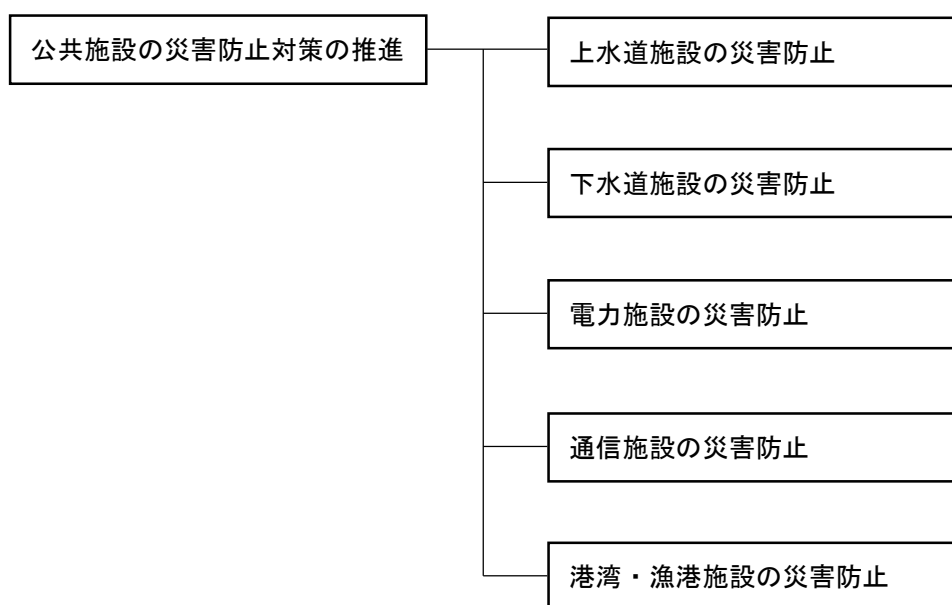 公共施設の災害防止対策の推進
上水道施設の災害防止
下水道施設の災害防止
電力施設の災害防止
通信施設の災害防止
港湾・漁港施設の災害防止